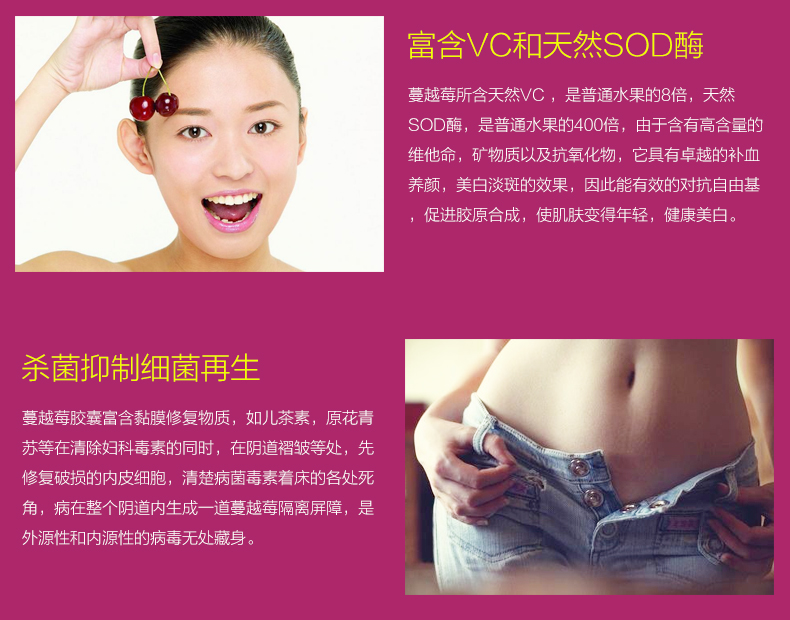 富含VC和天然SOD酶
蔓越莓所含天然VC ，是普通水果的8倍，天然
SOD酶，是普通水果的400倍，由于含有高含量的
维他命，矿物质以及抗氧化物，它具有卓越的补血
养颜，美白淡斑的效果，因此能有效的对抗自由基
，促进胶原合成，使肌肤变得年轻，健康美白。
杀菌抑制细菌再生
蔓越莓胶囊富含黏膜修复物质，如儿茶素，原花青
苏等在清除妇科毒素的同时，在阴道褶皱等处，先
修复破损的内皮细胞，清楚病菌毒素着床的各处死
角，病在整个阴道内生成一道蔓越莓隔离屏障，是
外源性和内源性的病毒无处藏身。